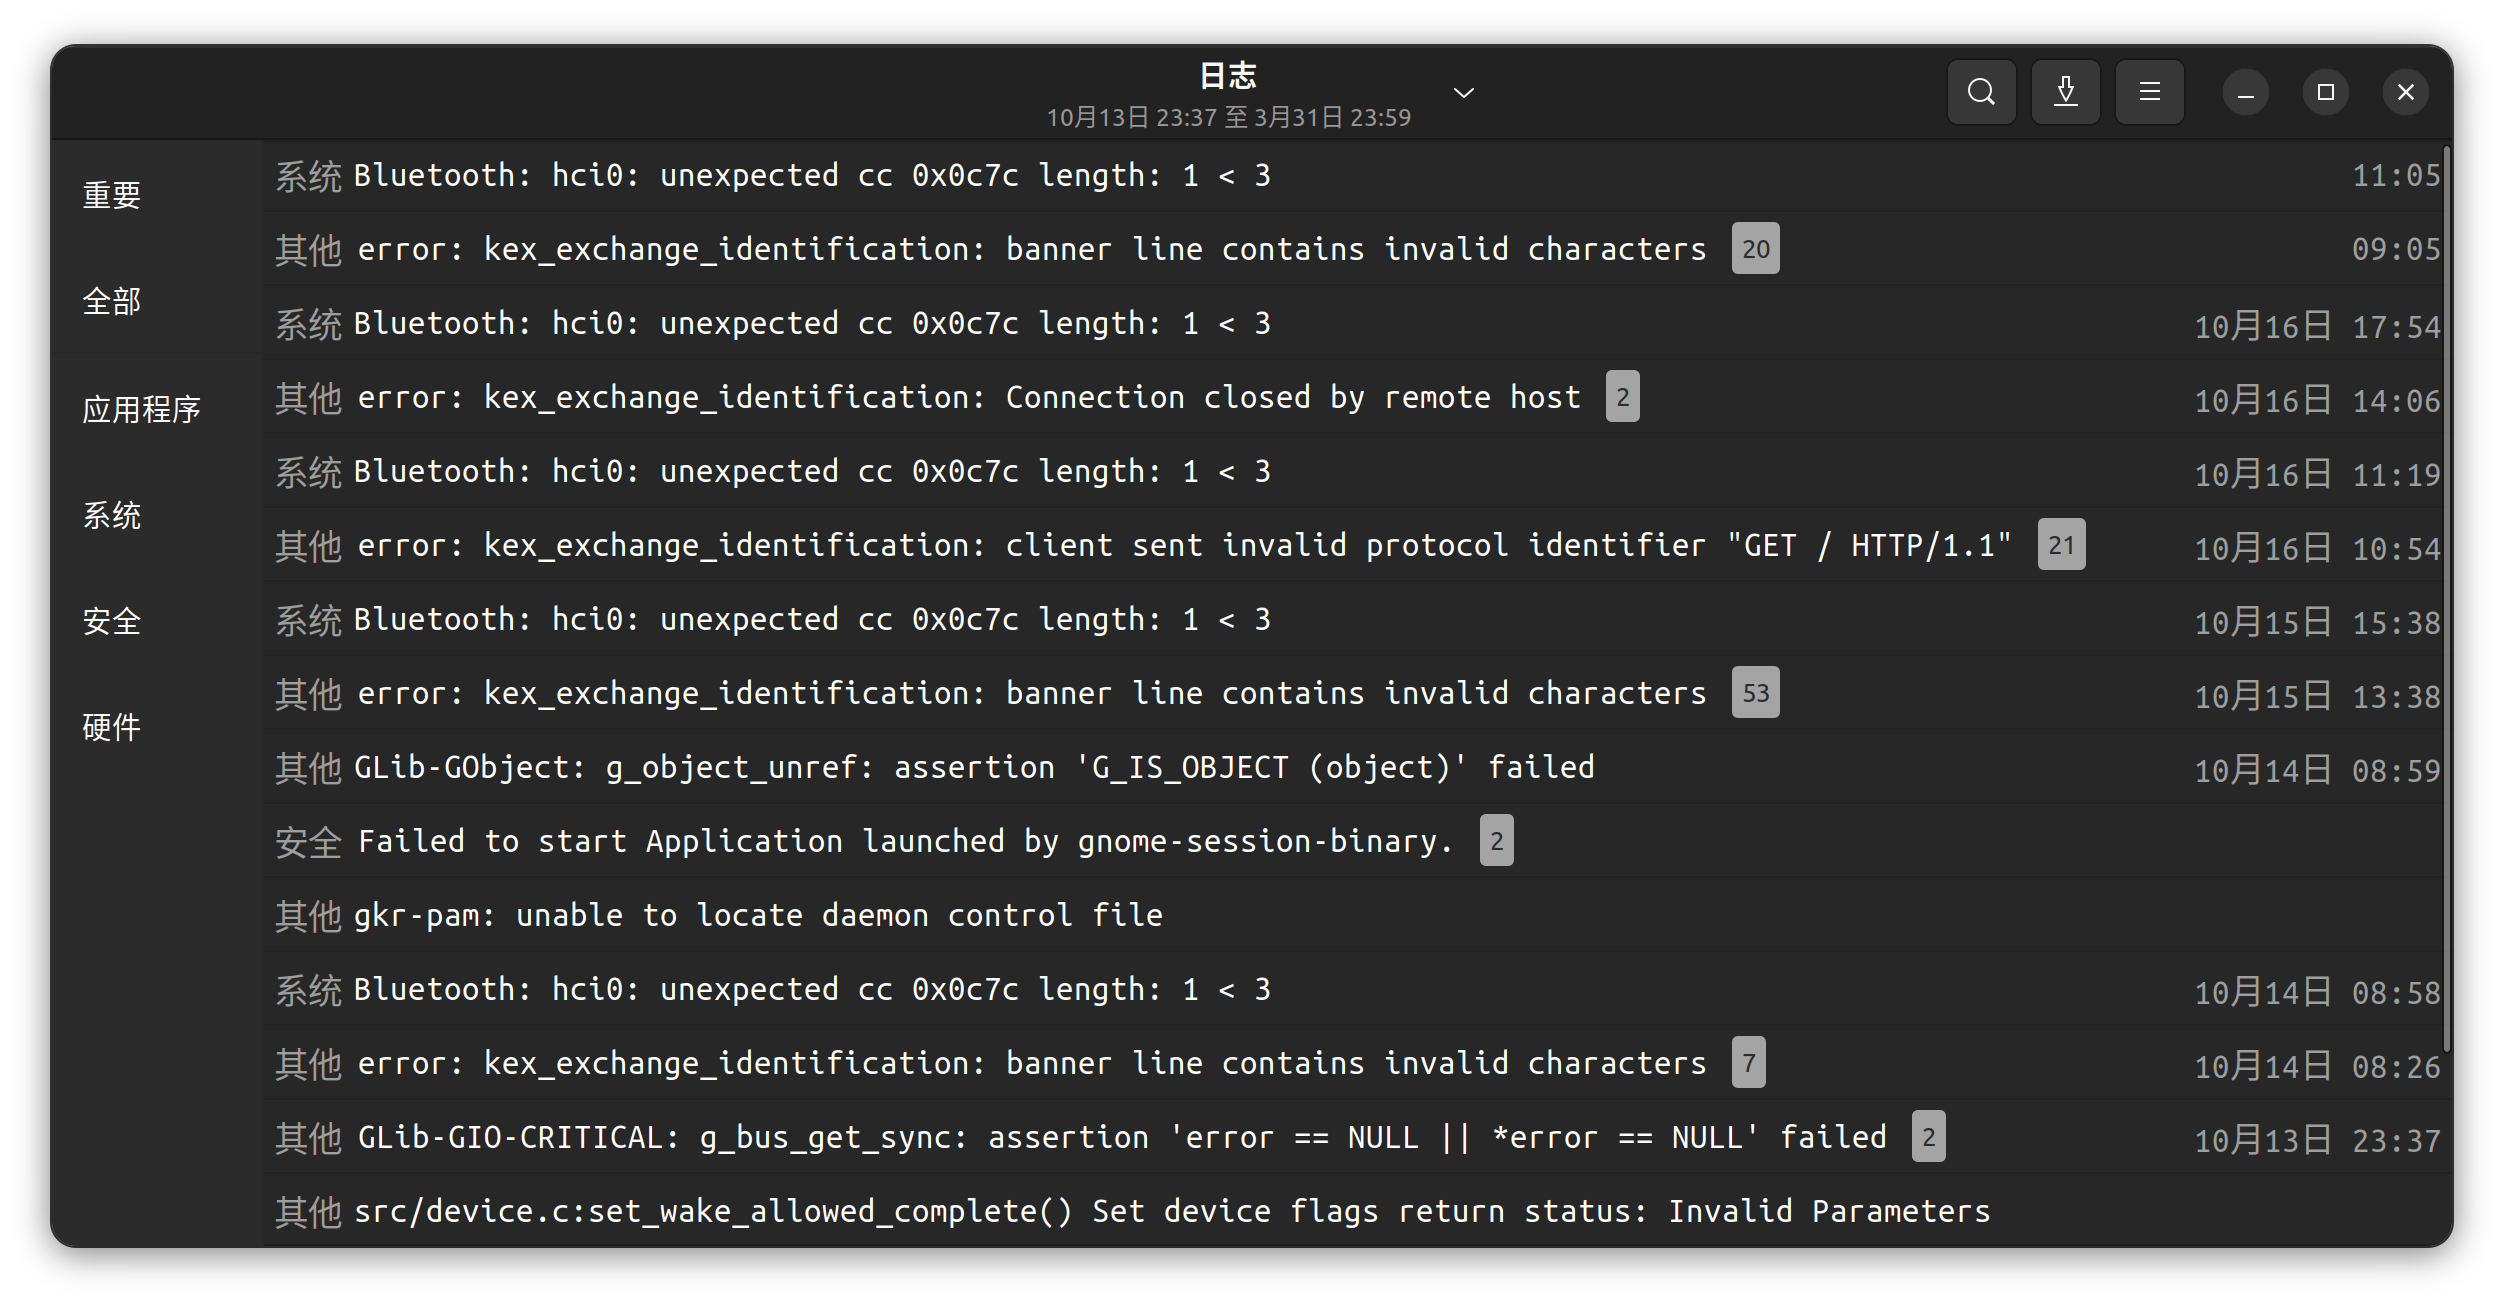 日志
10月13日 23:37 至 3月31日 23:59
重要
全部
应用程序
系统
安全
硬件
系统 Bluetooth: hci0: unexpected cc 0x0c7c length: 1 < 3 11:05
其他 error: kex_exchange_identification: banner line contains invalid characters 20 09:05
系统 Bluetooth: hci0: unexpected cc 0x0c7c length: 1 < 3 10月16日 17:54
其他 error: kex_exchange_identification: Connection closed by remote host 2 10月16日 14:06
系统 Bluetooth: hci0: unexpected cc 0x0c7c length: 1 < 3 10月16日 11:19
其他 error: kex_exchange_identification: client sent invalid protocol identifier "GET / HTTP/1.1" 21 10月16日 10:54
系统 Bluetooth: hci0: unexpected cc 0x0c7c length: 1 < 3 10月15日 15:38
其他 error: kex_exchange_identification: banner line contains invalid characters 53 10月15日 13:38
其他 GLib-GObject: g_object_unref: assertion 'G_IS_OBJECT (object)' failed 10月14日 08:59
安全 Failed to start Application launched by gnome-session-binary. 2
其他 gkr-pam: unable to locate daemon control file
系统 Bluetooth: hci0: unexpected cc 0x0c7c length: 1 < 3 10月14日 08:58
其他 error: kex_exchange_identification: banner line contains invalid characters 7 10月14日 08:26
其他 GLib-GIO-CRITICAL: g_bus_get_sync: assertion 'error == NULL || *error == NULL' failed 2 10月13日 23:37
其他 src/device.c:set_wake_allowed_complete() Set device flags return status: Invalid Parameters